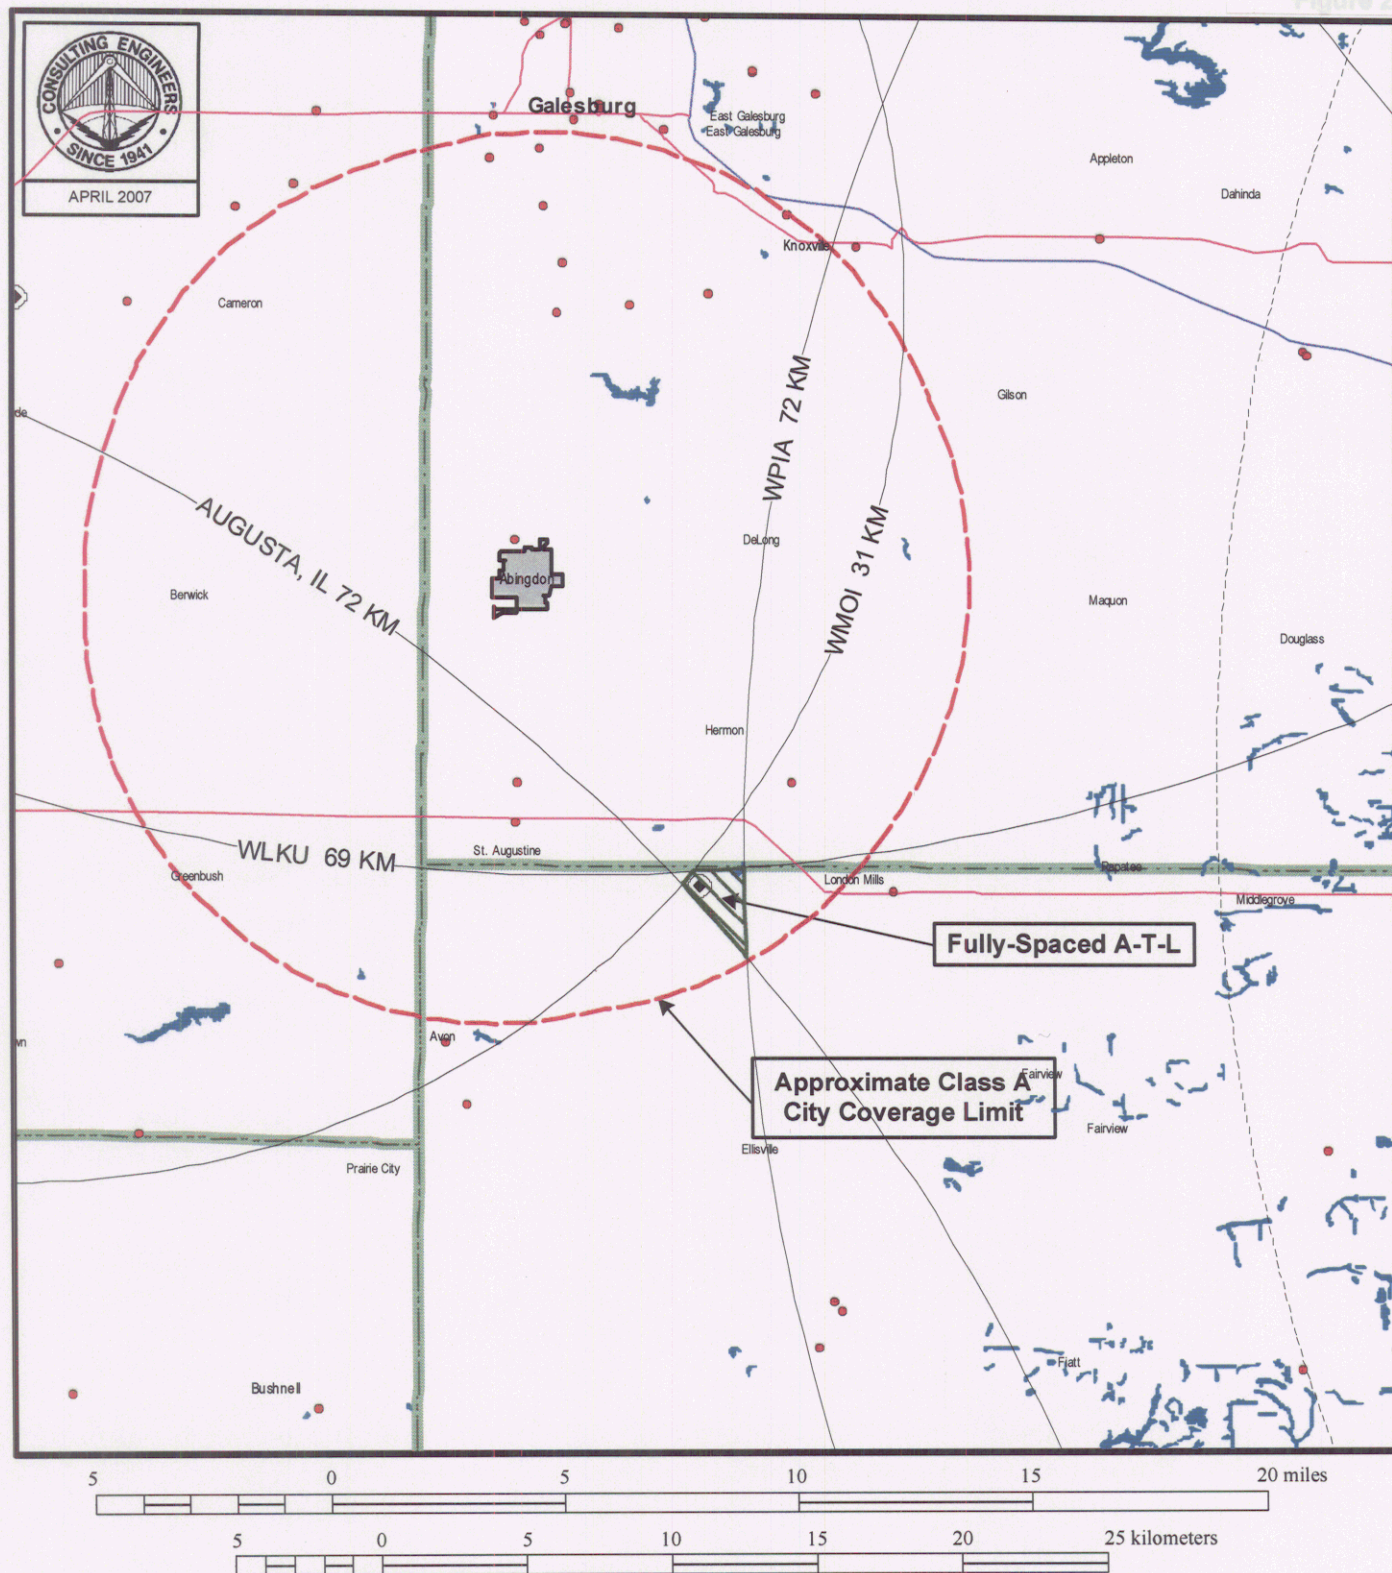 Figure 2
CONSULTING ENGINEERS
SINCE 1941
APRIL 2007
Galesburg
East Galesburg
East Galesburg
Appleton
Dahinda
Knoxville
Cameron
WPIA 72 KM
Gilson
AUGUSTA, IL 72 KM
WMOI 31 KM
DeLong
Abingdon
Berwick
Maquon
Douglass
Hermon
WLKU 69 KM
St. Augustine
Greenbush
London Mills
Rapatee
Middlegrove
Fully-Spaced A-T-L
Avon
Approximate Class A
City Coverage Limit
Fairview
Fairview
Ellisville
Prairie City
Fiatt
Bushnell
5 0 5 10 15 20 miles
5 0 5 10 15 20 25 kilometers